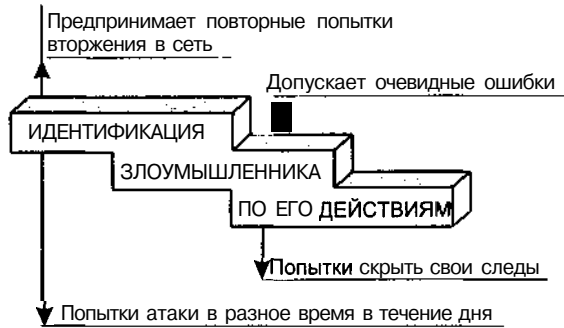 Предпринимает повторные попытки
вторжения в сеть
Допускает очевидные ошибки
ИДЕНТИФИКАЦИЯ
ЗЛОУМЫШЛЕННИКА
ПО ЕГО ДЕЙСТВИЯМ
Попытки скрыть свои следы
Попытки атаки в разное время в течение дня